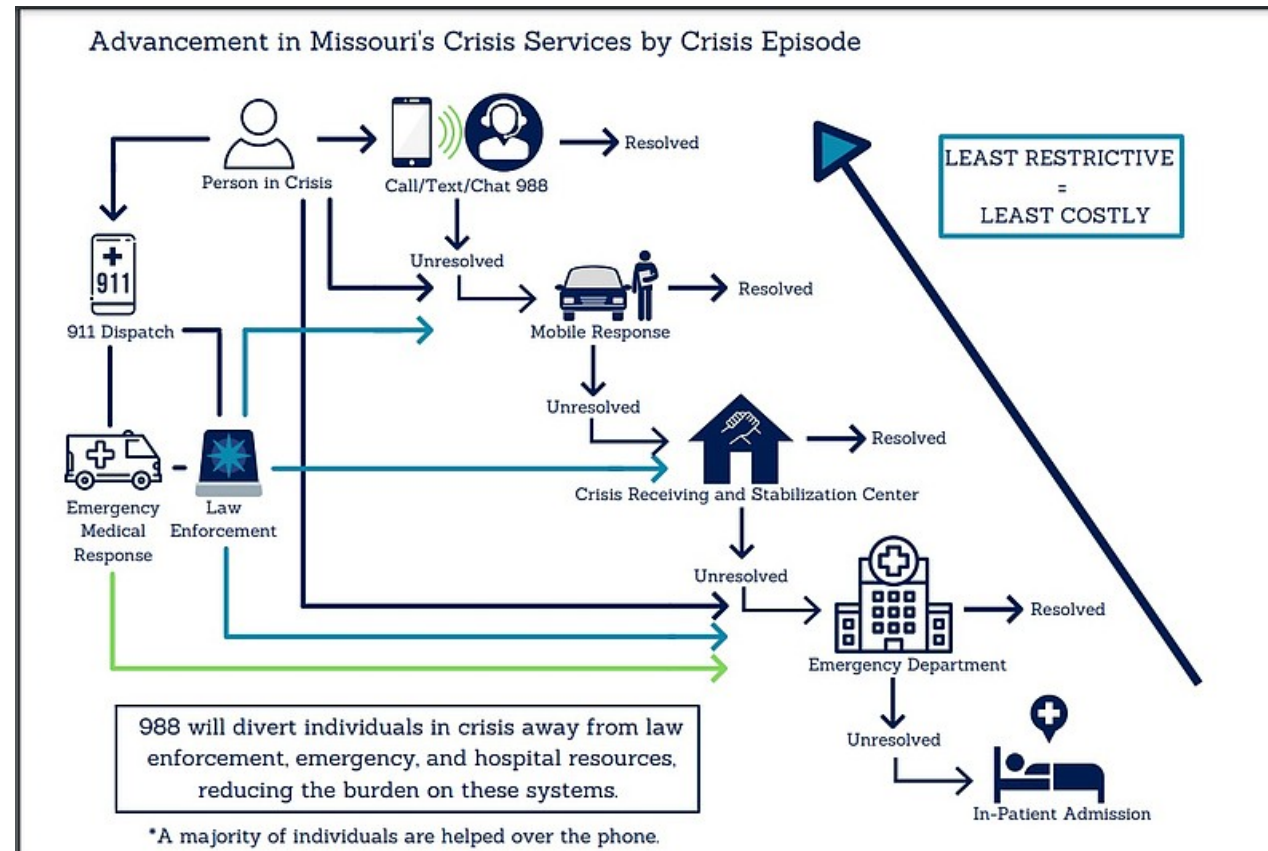 Advancement in Missouri's Crisis Services by Crisis Episode
Person in Crisis
Call/Text/Chat 988
Resolved
LEAST RESTRICTIVE
=
LEAST COSTLY
911
911 Dispatch
Unresolved
Mobile Response
Resolved
Emergency
Medical
Response
Law
Enforcement
Unresolved
Crisis Receiving and Stabilization Center
Resolved
Unresolved
Emergency Department
Resolved
Unresolved
In-Patient Admission
988 will divert individuals in crisis away from law
enforcement, emergency, and hospital resources,
reducing the burden on these systems.
*A majority of individuals are helped over the phone.